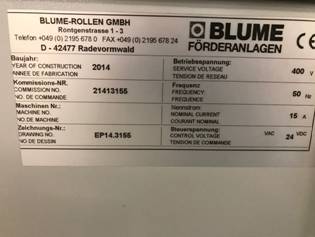 BLUME-ROLLEN GMBH
Röntgenstrasse 1 - 3
Telefon +049 (0) 2195 678 0 FAX +049 (0) 2195 678 24
D - 42477 Radevormwald
BLUME
FÖRDERANLAGEN
Baujahr:
YEAR OF CONSTRUCTION 2014
ANNEE DE FABRICATION
Kommissions-NR.
COMMISSION NO. 21413155
NO. DE COMMANDE
Maschinen Nr.:
MACHINE NO.
NO. DE MACHINE
Zeichnungs-Nr.:
DRAWING NO. EP14.3155
NO DE DESSIN
Betriebsspannung:
SERVICE VOLTAGE 400 V
TENSION DE RESEAU
Frequenz
FREQUENCY: 50 Hz
FREQUENCE
Nennstrom:
NOMINAL CURRENT 15 A
COURANT NOMINAL
Steuerspannung: VAC VDC
CONTROL VOLTAGE 24
TENSION DE COMMANDE